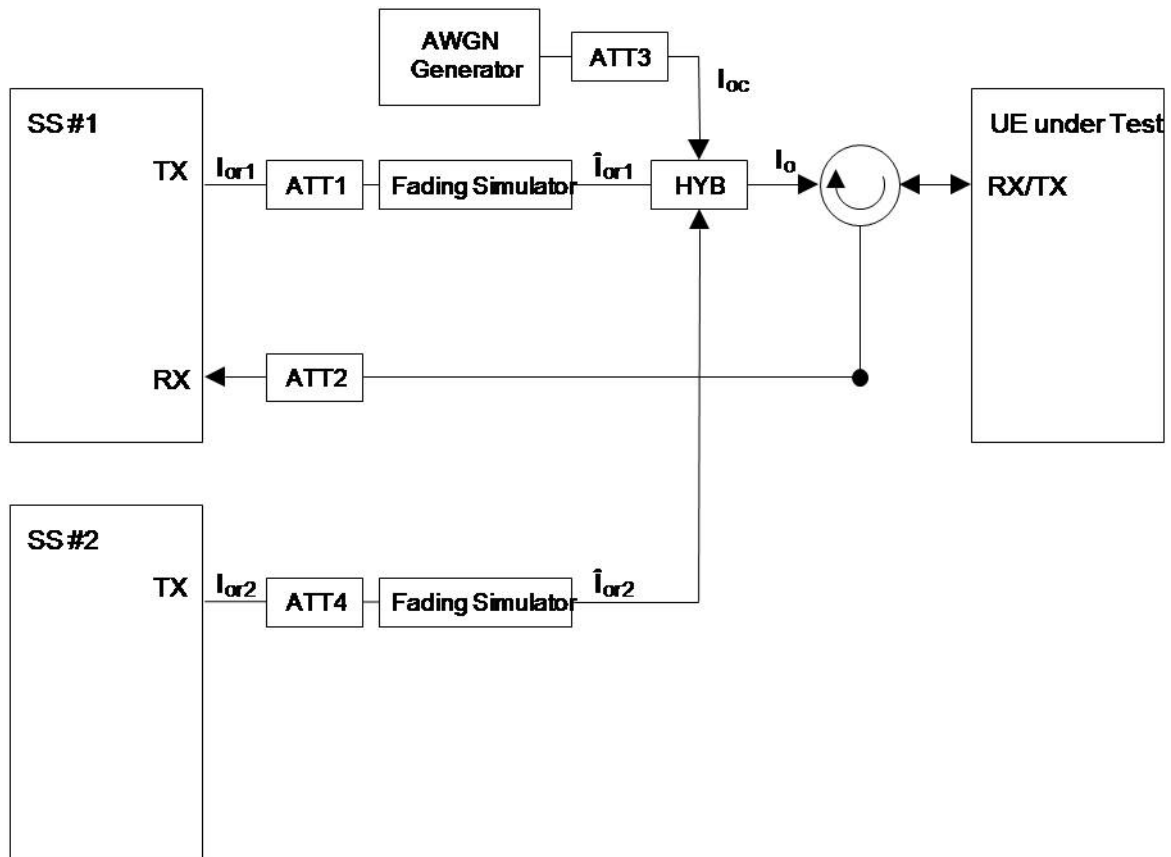 AWGN
Generator
ATT3
Ioc
SS #1
UE under Test
TX
Ior1
ATT1
Fading Simulator
Îor1
HYB
Io
RX/TX
RX
ATT2
SS #2
TX
Ior2
ATT4
Fading Simulator
Îor2